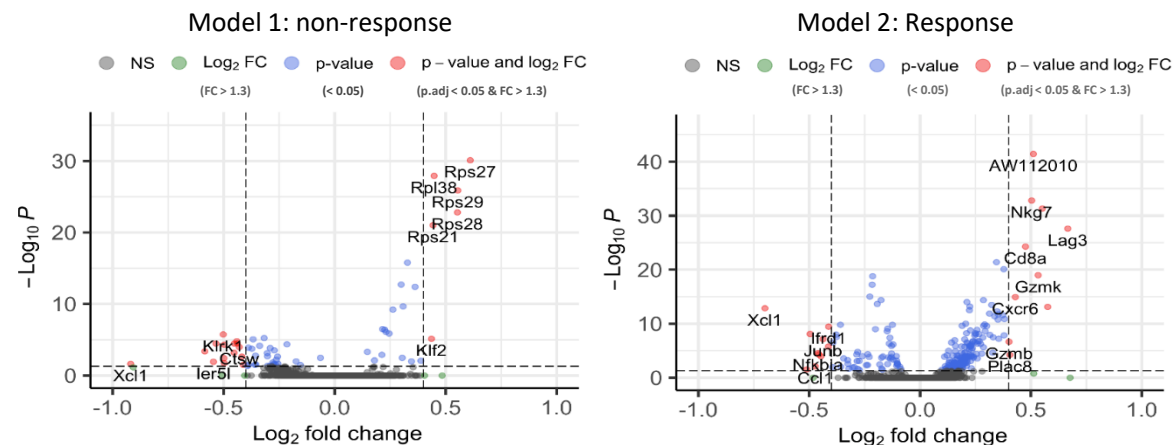 Model 1: non-response
NS Log₂ FC p-value p – value and log₂ FC
(FC > 1.3) (< 0.05) (p.adj < 0.05 & FC > 1.3)
30
20
10
0
−Log₁₀ P
Rps27
Rpl38
Rps29
Rps28
Rps21
Klrk1
Ctsw
Klf2
Xcl1
Ier5l
-1.0 -0.5 0.0 0.5 1.0
Log₂ fold change
Model 2: Response
NS Log₂ FC p-value p – value and log₂ FC
(FC > 1.3) (< 0.05) (p.adj < 0.05 & FC > 1.3)
40
30
20
10
0
−Log₁₀ P
AW112010
Nkg7
Lag3
Cd8a
Gzmk
Cxcr6
Xcl1
Ifrd1
Junb
Gzmb
Nfkbia
Plac8
Ccl1
-1.0 -0.5 0.0 0.5 1.0
Log₂ fold change